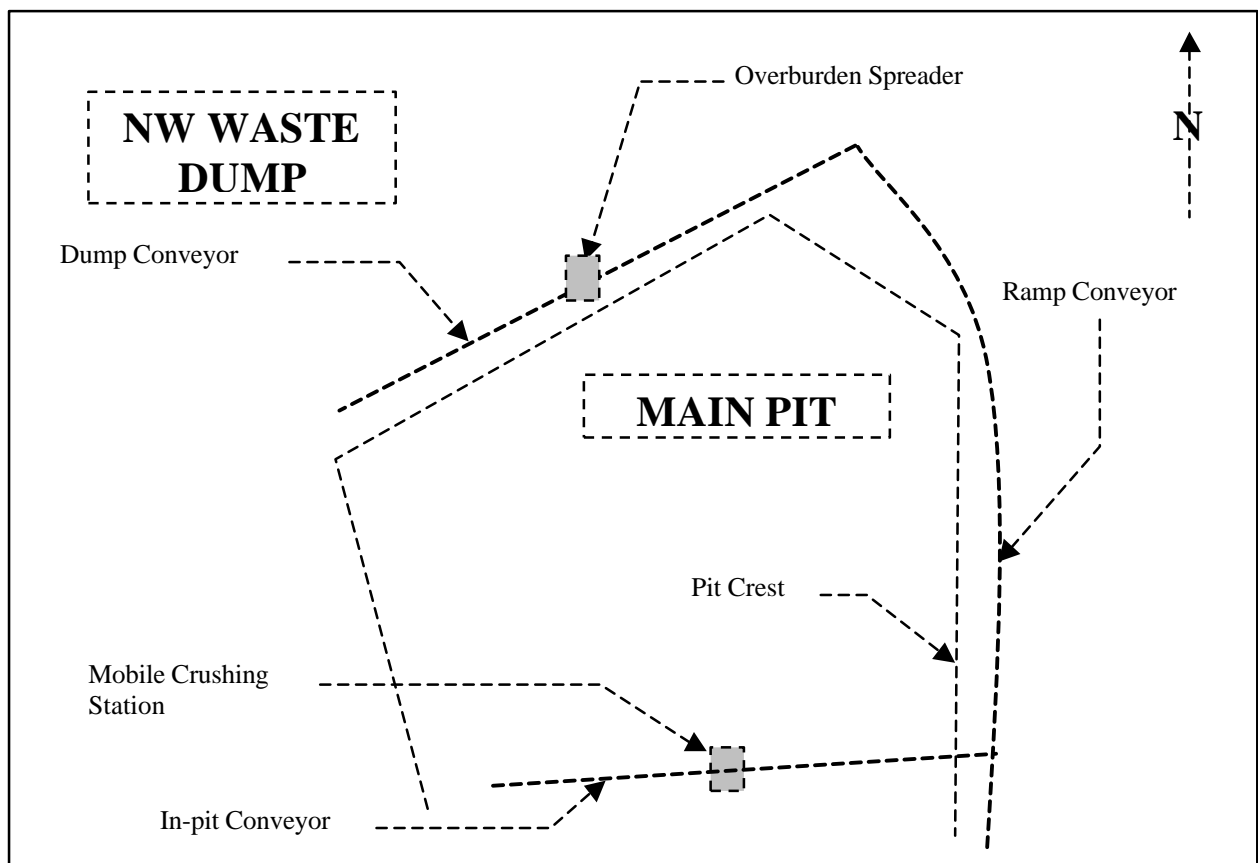 Overburden Spreader
NW WASTE
DUMP
N
Dump Conveyor
Ramp Conveyor
MAIN PIT
Pit Crest
Mobile Crushing
Station
In-pit Conveyor